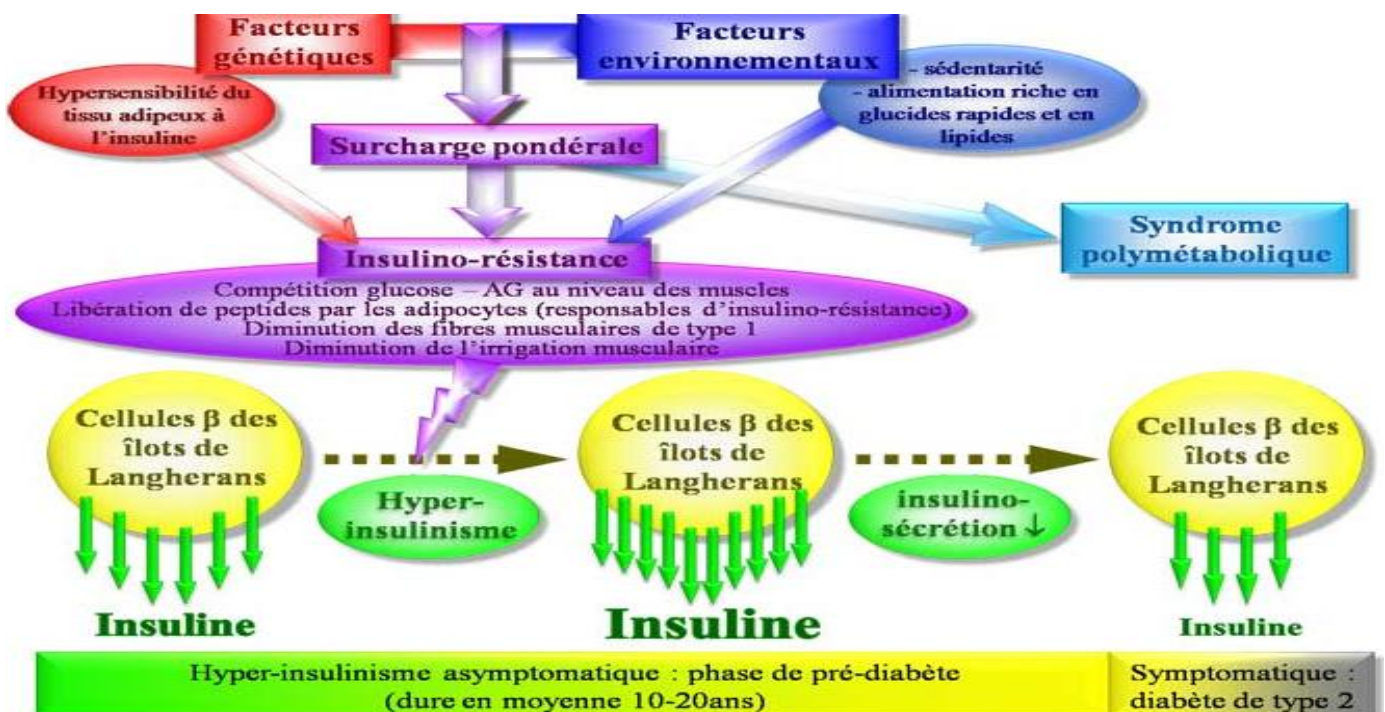 Facteurs
génétiques
Facteurs
environnementaux
Hypersensibilité du
tissu adipeux à
l'insuline
- sédentarité
- alimentation riche en
glucides rapides et en
lipides
Surcharge pondérale
Syndrome
polymétabolique
Insulino-résistance
Compétition glucose – AG au niveau des muscles
Libération de peptides par les adipocytes (responsables d'insulino-résistance)
Diminution des fibres musculaires de type 1
Diminution de l'irrigation musculaire
Cellules β des
îlots de
Langherans
Hyper-
insulinisme
Cellules β des
îlots de
Langherans
insulino-
sécrétion ↓
Cellules β des
îlots de
Langherans
Insuline
Insuline
Insuline
Hyper-insulinisme asymptomatique : phase de pré-diabète
(dure en moyenne 10-20ans)
Symptomatique :
diabète de type 2